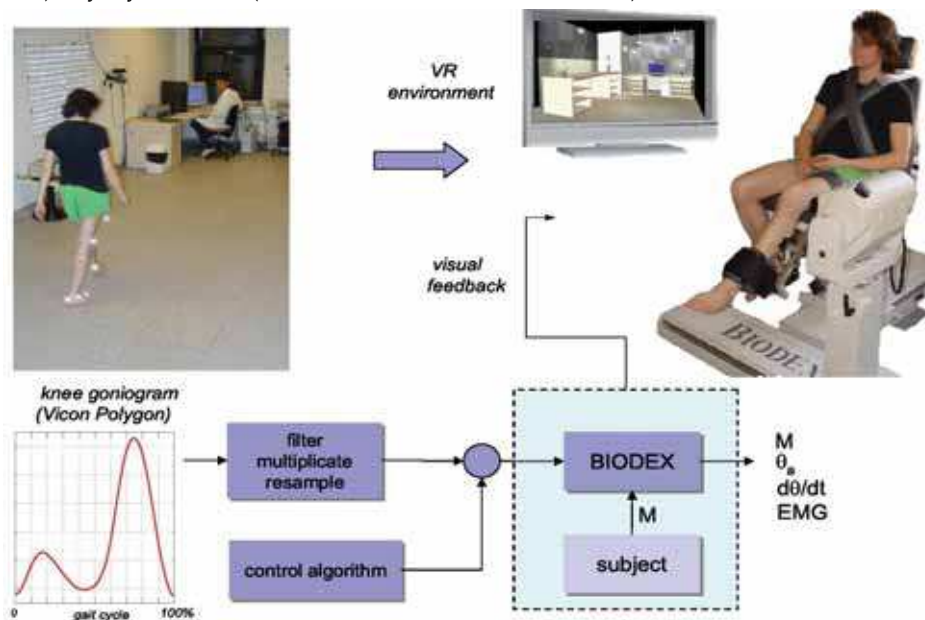 VR
environment
visual
feedback
BIODEX
knee goniogram
(Vicon Polygon)
filter
multiplicate
resample
BIODEX
M
θa
dθ/dt
EMG
M
control algorithm
subject
0
gait cycle
100%